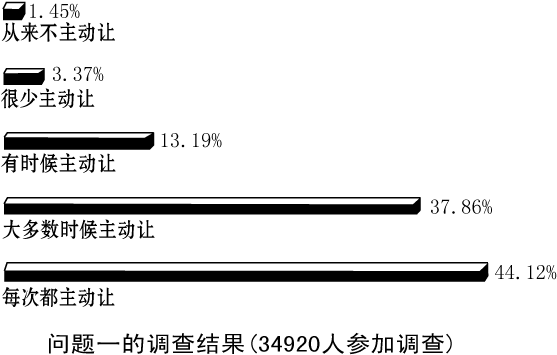 1.45%
从来不主动让
3.37%
很少主动让
13.19%
有时候主动让
37.86%
大多数时候主动让
44.12%
每次都主动让
问题一的调查结果(34920人参加调查)